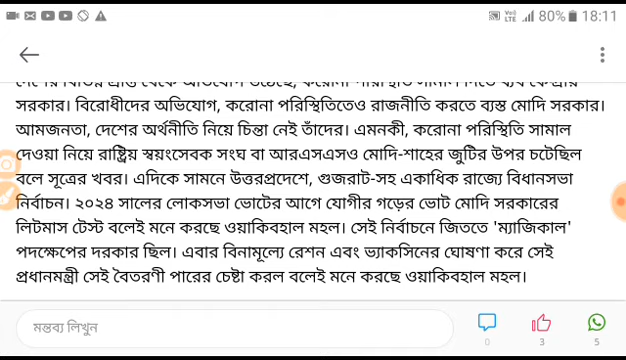 Voi)
LTE
80%
18:11
সরকার। বিরোধীদের অভিযোগ, করোনা পরিস্থিতিতেও রাজনীতি করতে ব্যস্ত মোদি সরকার।
আমজনতা, দেশের অর্থনীতি নিয়ে চিন্তা নেই তাঁদের। এমনকী, করোনা পরিস্থিতি সামাল
দেওয়া নিয়ে রাষ্ট্রিয় স্বয়ংসেবক সংঘ বা আরএসএসও মোদি-শাহের জুটির উপর চটেছিল
বলে সূত্রের খবর। এদিকে সামনে উত্তরপ্রদেশে, গুজরাট-সহ একাধিক রাজ্যে বিধানসভা
নির্বাচন। ২০২৪ সালের লোকসভা ভোটের আগে যোগীর গড়ের ভোট মোদি সরকারের
লিটমাস টেস্ট বলেই মনে করছে ওয়াকিবহাল মহল। সেই নির্বাচনে জিততে 'ম্যাজিকাল'
পদক্ষেপের দরকার ছিল। এবার বিনামূল্যে রেশন এবং ভ্যাকসিনের ঘোষণা করে সেই
প্রধানমন্ত্রী সেই বৈতরণী পারের চেষ্টা করল বলেই মনে করছে ওয়াকিবহাল মহল।
মন্তব্য লিখুন
0
3
5